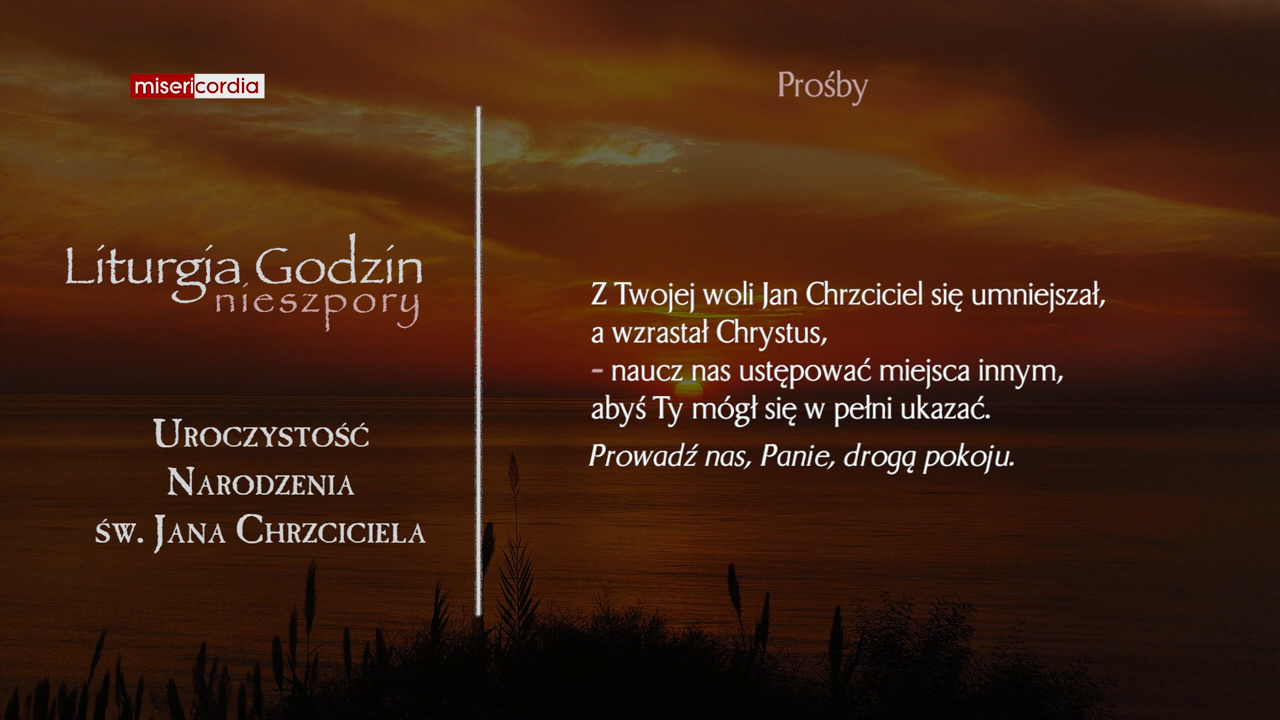 misericordia
Liturgia Godzin
nieszpory
Uroczystość
Narodzenia
św. Jana Chrzciciela
Prośby
Z Twojej woli Jan Chrzciciel się umniejszał,
a wzrastał Chrystus,
- naucz nas ustępować miejsca innym,
abyś Ty mógł się w pełni ukazać.
Prowadź nas, Panie, drogą pokoju.